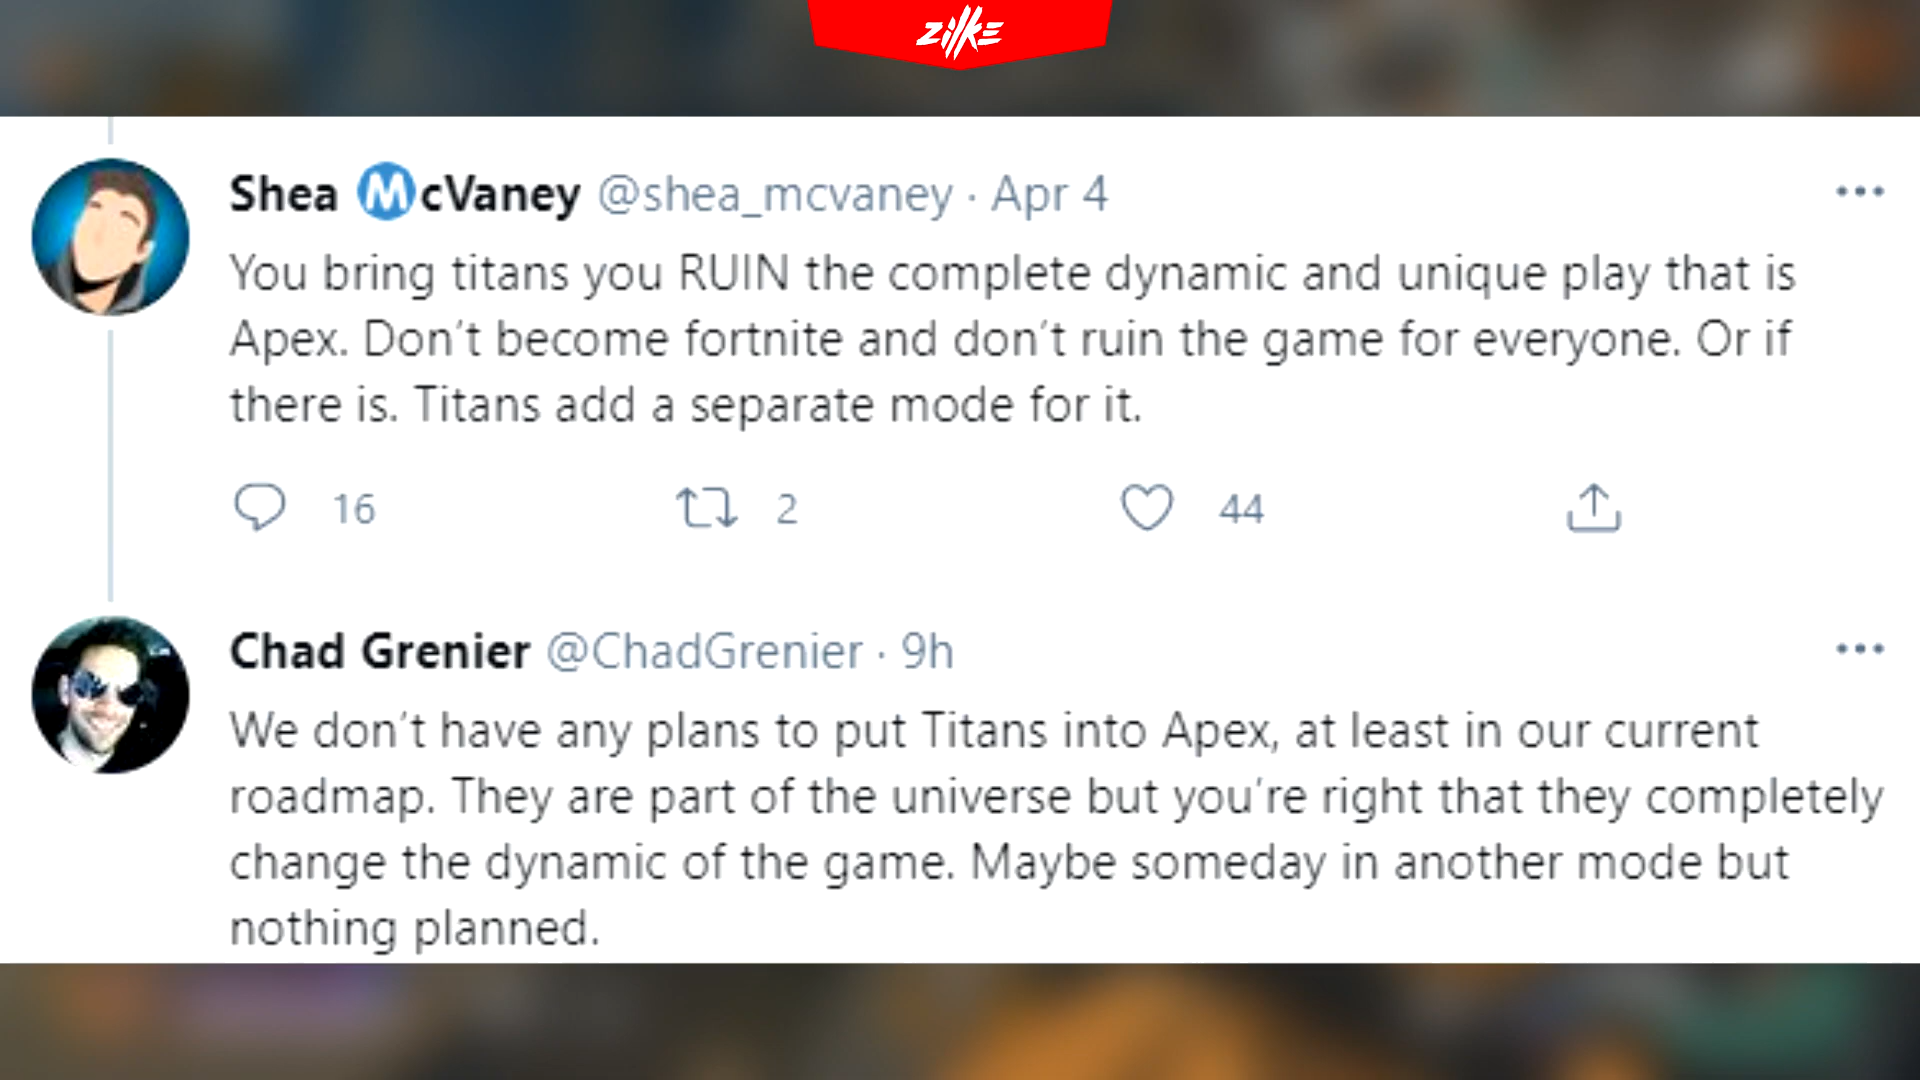 ZilKE
Shea Ⓜ️cVaney @shea_mcvaney · Apr 4
You bring titans you RUIN the complete dynamic and unique play that is
Apex. Don't become fortnite and don't ruin the game for everyone. Or if
there is. Titans add a separate mode for it.
16 2 44
Chad Grenier @ChadGrenier · 9h
We don't have any plans to put Titans into Apex, at least in our current
roadmap. They are part of the universe but you're right that they completely
change the dynamic of the game. Maybe someday in another mode but
nothing planned.